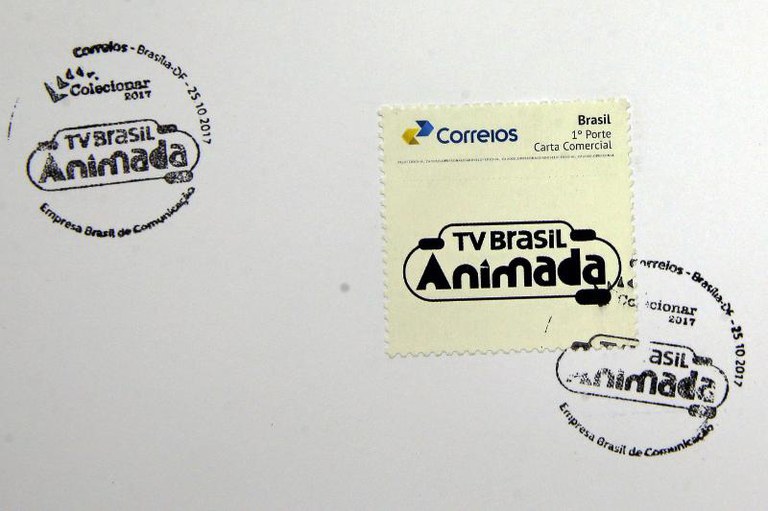 Correios - Brasília-DF - 25 10 2017
Colecionar
2017
TV BRASIL
Animada
Empresa Brasil de Comunicação
Correios
Brasil
1º Porte
Carta Comercial
TV BRASIL
Animada
Correios - Brasília-DF - 25 10 2017
Colecionar
2017
TV BRASIL
Animada
Empresa Brasil de Comunicação